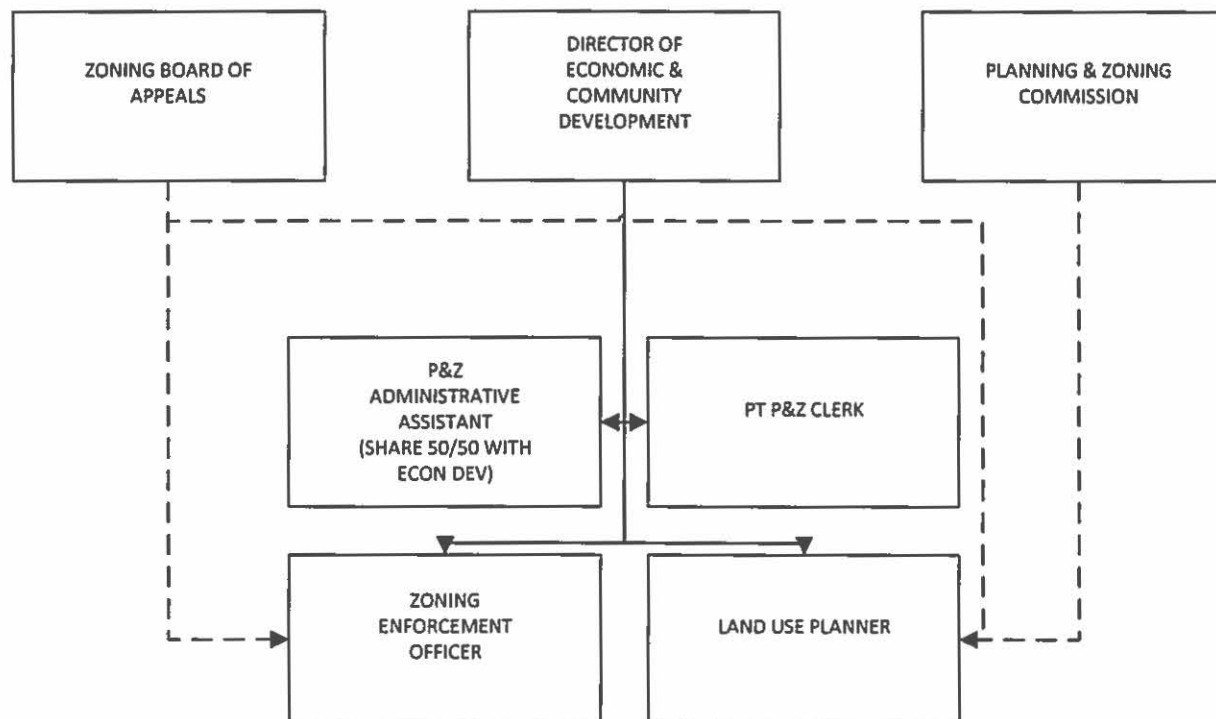 ZONING BOARD OF
APPEALS
DIRECTOR OF
ECONOMIC &
COMMUNITY
DEVELOPMENT
PLANNING & ZONING
COMMISSION
P&Z
ADMINISTRATIVE
ASSISTANT
(SHARE 50/50 WITH
ECON DEV)
PT P&Z CLERK
ZONING
ENFORCEMENT
OFFICER
LAND USE PLANNER